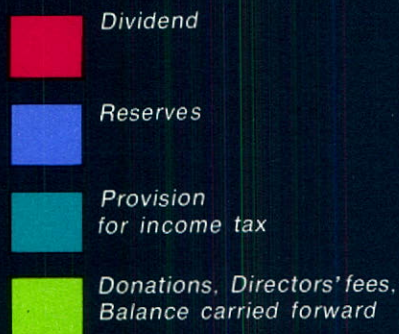 Dividend
Reserves
Provision
for income tax
Donations, Directors' fees,
Balance carried forward